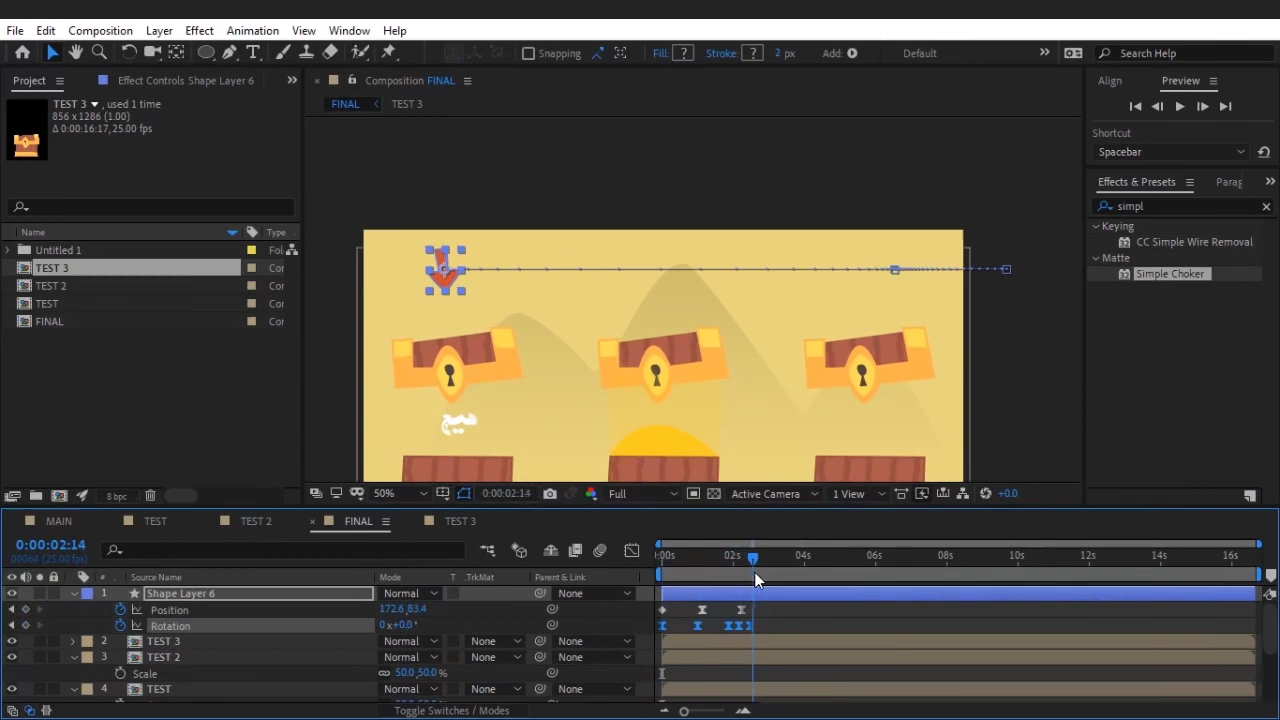 File Edit Composition Layer Effect Animation View Window Help
Snapping Fill: ? Stroke: ? 2 px Add: Default Search Help
Project Effect Controls Shape Layer 6
Composition FINAL
Align Preview
TEST 3, used 1 time
856 x 1286 (1.00)
Δ 0:00:16:17, 25.00 fps
FINAL TEST 3
Shortcut
Spacebar
Effects & Presets Parag
simpl
Keying
CC Simple Wire Removal
Matte
Simple Choker
Name Type
Untitled 1 Fol
TEST 3 Cor
TEST 2 Cor
TEST Cor
FINAL Cor
8 bpc
50% 0:00:02:14 Full Active Camera 1 View +0.0
MAIN TEST TEST 2 FINAL TEST 3
0:00:02:14
00064 (25.00 fps)
:00s 02s 04s 06s 08s 10s 12s 14s 16s
# Source Name Mode T .TrkMat Parent & Link
1 Shape Layer 6 Normal None
Position 172.6,83.4
Rotation 0x+0.0°
2 TEST 3 Normal None None
3 TEST 2 Normal None None
Scale 50.0,50.0%
4 TEST Normal None None
Toggle Switches / Modes